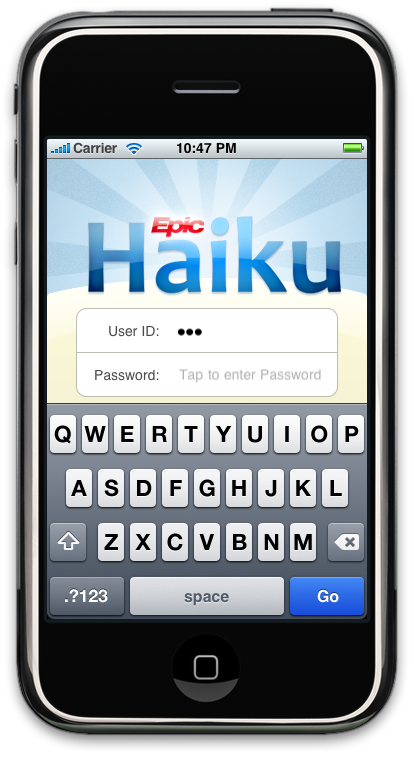 Carrier 10:47 PM
Epic
Haiku
User ID: •••
Password: Tap to enter Password
Q W E R T Y U I O P
A S D F G H J K L
Z X C V B N M
.?123 space Go